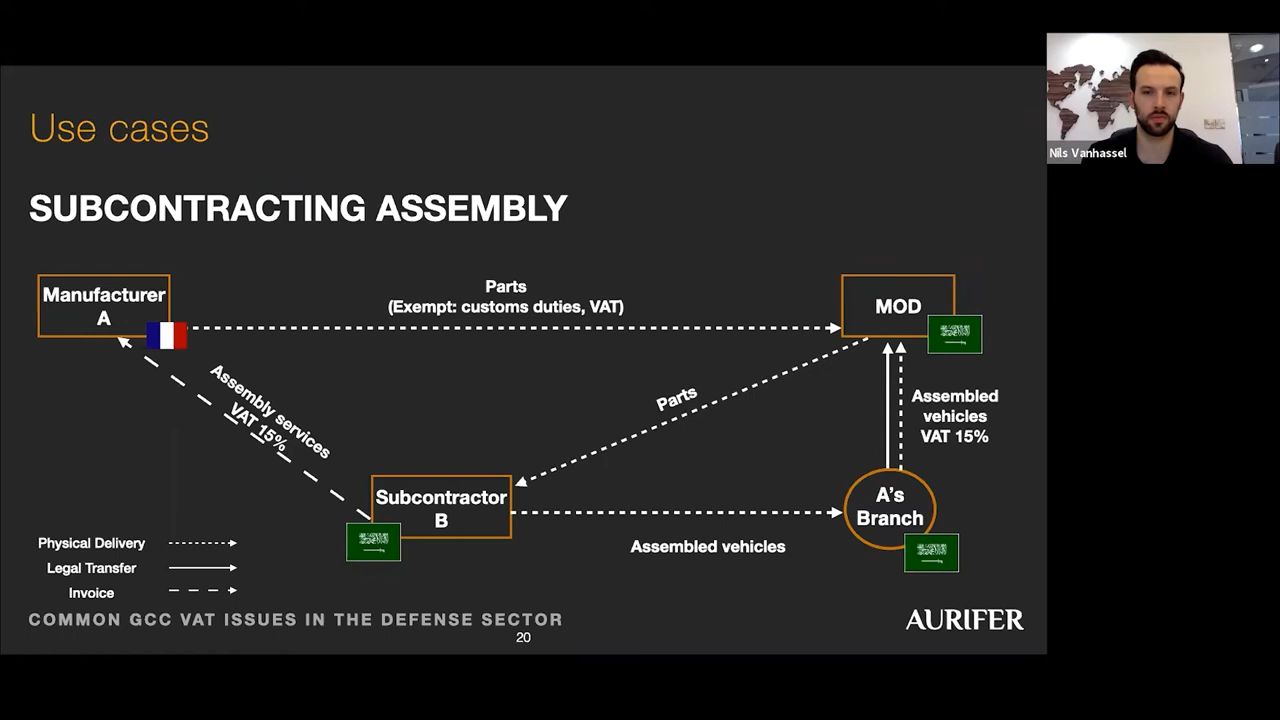 Use cases
SUBCONTRACTING ASSEMBLY
Manufacturer
A
Parts
(Exempt: customs duties, VAT)
MOD
Assembly services
VAT 15%
Parts
Assembled
vehicles
VAT 15%
Subcontractor
B
Assembled vehicles
A's
Branch
Physical Delivery
Legal Transfer
Invoice
COMMON GCC VAT ISSUES IN THE DEFENSE SECTOR
20
AURIFER
Nils Vanhassel